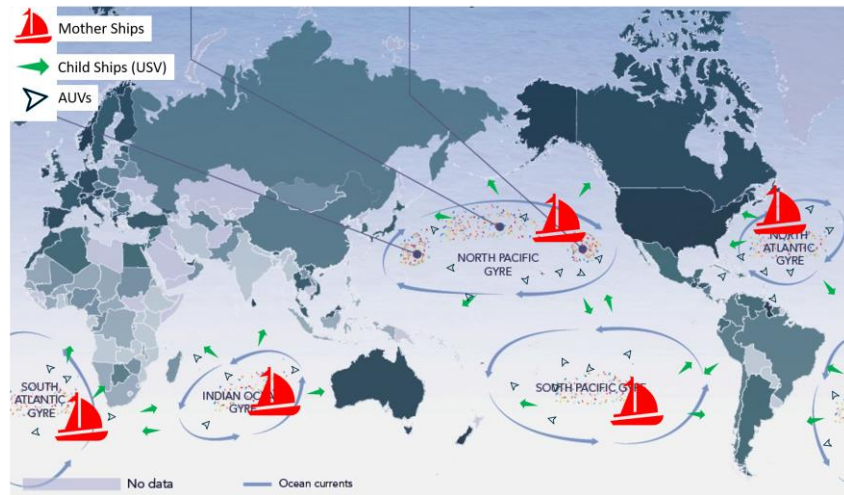 Mother Ships
Child Ships (USV)
AUVs
NORTH PACIFIC
GYRE
NORTH
ATLANTIC
GYRE
SOUTH
ATLANTIC
GYRE
INDIAN OCEAN
GYRE
SOUTH PACIFIC GYRE
No data
Ocean currents